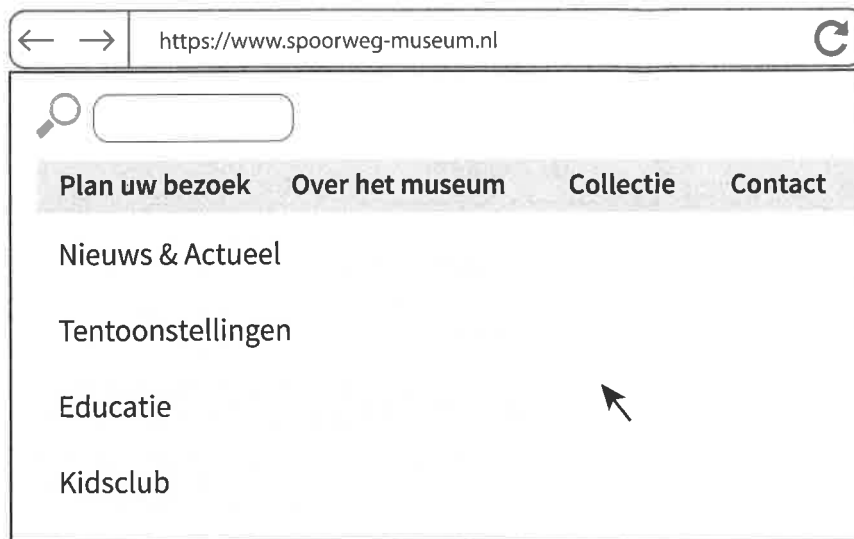 https://www.spoorweg-museum.nl
Plan uw bezoek Over het museum Collectie Contact
Nieuws & Actueel
Tentoonstellingen
Educatie
Kidsclub